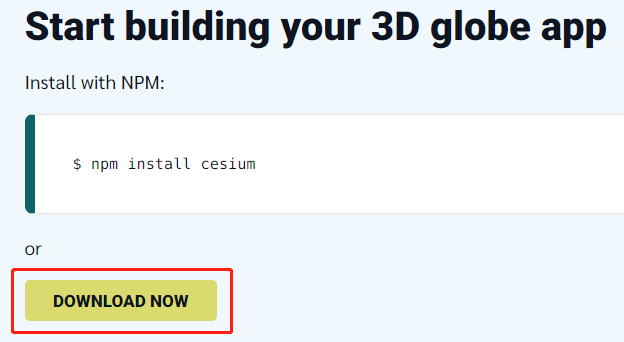 Start building your 3D globe app
Install with NPM:
$ npm install cesium
or
DOWNLOAD NOW